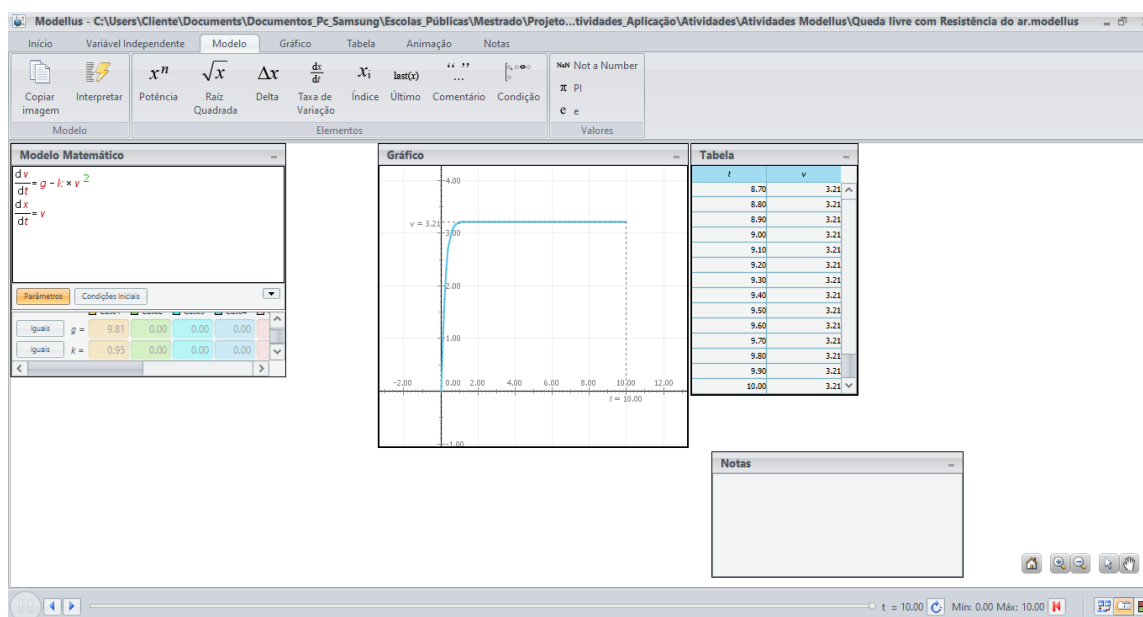 Modellus - C:\Users\Cliente\Documents\Documentos_Pc_Samsung\Escolas_Públicas\Mestrado\Projeto...tividades_Aplicação\Atividades\Atividades Modellus\Queda livre com Resistência do ar.modellus
Início Variável Independente Modelo Gráfico Tabela Animação Notas
Copiar imagem
Interpretar
Modelo
xⁿ Potência
√x Raíz Quadrada
Δx Delta
dx/dt Taxa de Variação
xᵢ Índice
last(x) Último
“ ” ... Comentário
Condição
Elementos
NaN Not a Number
π PI
e e
Valores
Modelo Matemático
dv/dt = g - k × v ²
dx/dt = v
Parâmetros Condições Iniciais
Iguais g = 9.81 0.00 0.00 0.00
Iguais k = 0.95 0.00 0.00 0.00
Gráfico
4.00
v = 3.21
3.00
2.00
1.00
-2.00 0.00 2.00 4.00 6.00 8.00 10.00 12.00
t = 10.00
-1.00
Tabela
t v
8.70 3.21
8.80 3.21
8.90 3.21
9.00 3.21
9.10 3.21
9.20 3.21
9.30 3.21
9.40 3.21
9.50 3.21
9.60 3.21
9.70 3.21
9.80 3.21
9.90 3.21
10.00 3.21
Notas
t = 10.00 Mín: 0.00 Máx: 10.00